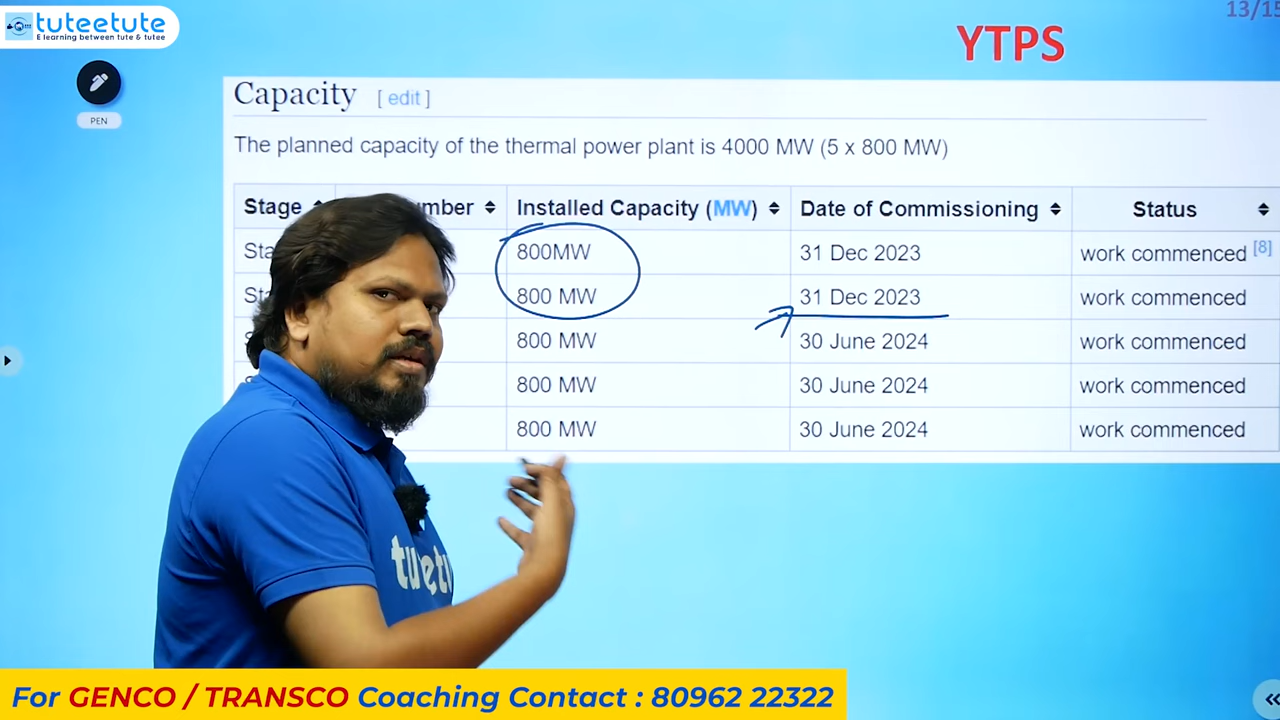 tuteetute
E learning between tute & tutee
13/15
YTPS
PEN
Capacity [ edit ]
The planned capacity of the thermal power plant is 4000 MW (5 x 800 MW)
Stage Installed Capacity (MW) Date of Commissioning Status
800MW 31 Dec 2023 work commenced [8]
800 MW 31 Dec 2023 work commenced
800 MW 30 June 2024 work commenced
800 MW 30 June 2024 work commenced
800 MW 30 June 2024 work commenced
For GENCO / TRANSCO Coaching Contact : 80962 22322